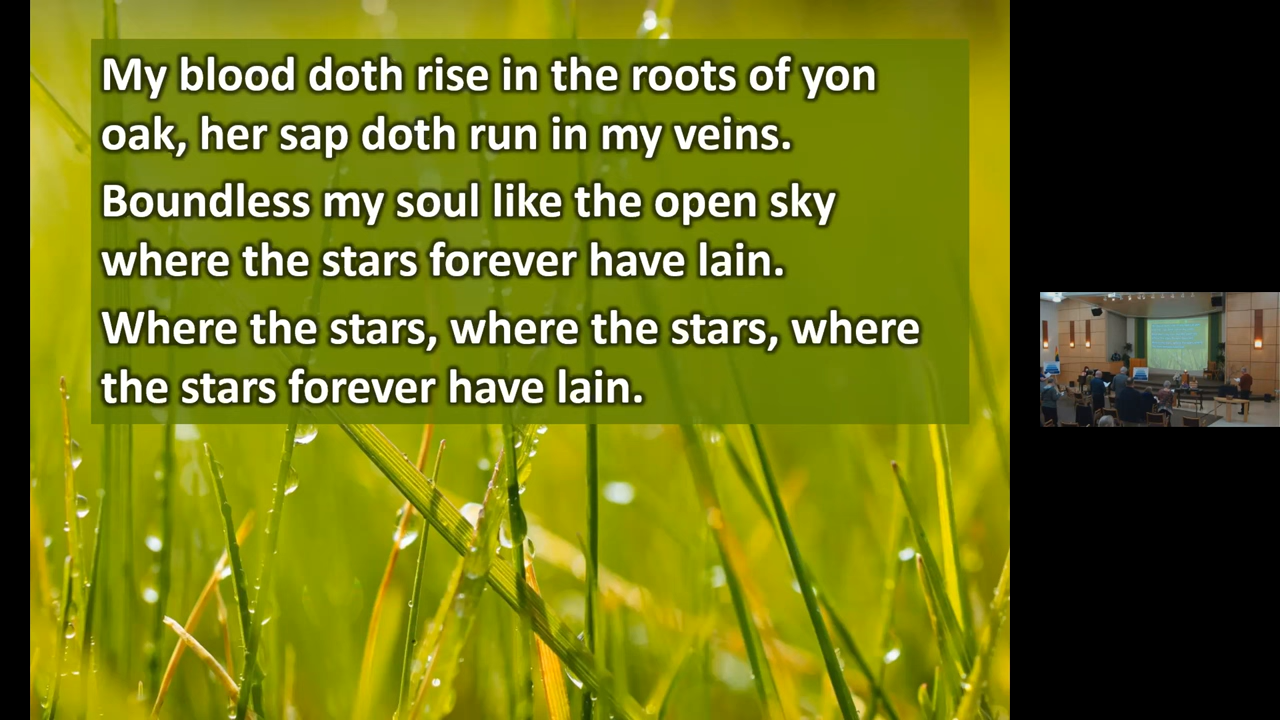 My blood doth rise in the roots of yon
oak, her sap doth run in my veins.
Boundless my soul like the open sky
where the stars forever have lain.
Where the stars, where the stars, where
the stars forever have lain.